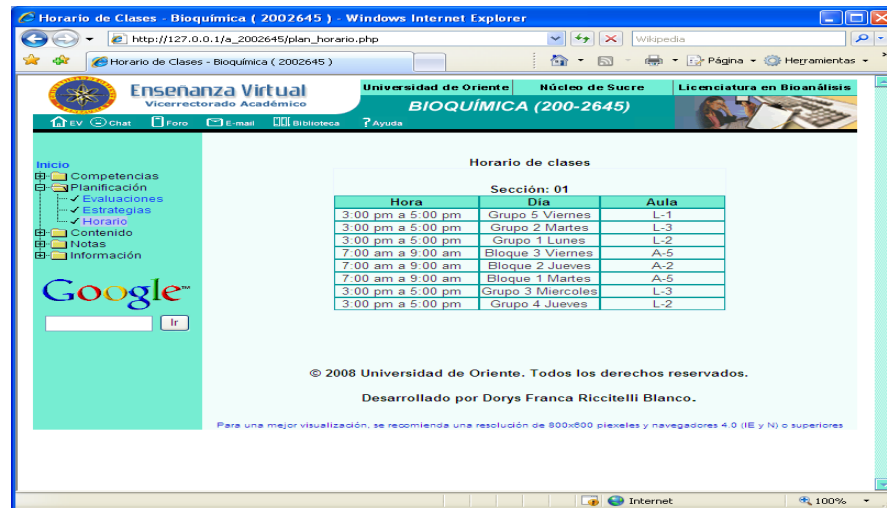 Horario de Clases - Bioquímica ( 2002645 ) - Windows Internet Explorer
http://127.0.0.1/a_2002645/plan_horario.php
Wikipedia
Horario de Clases - Bioquímica ( 2002645 )
Página
Herramientas
Enseñanza Virtual
Vicerrectorado Académico
Universidad de Oriente Núcleo de Sucre Licenciatura en Bioanálisis
BIOQUÍMICA (200-2645)
EV Chat Foro E-mail Biblioteca ? Ayuda
Inicio
Competencias
Planificación
Evaluaciones
Estrategias
Horario
Contenido
Notas
Información
Google™
Ir
Horario de clases
Sección: 01
Hora Día Aula
3:00 pm a 5:00 pm Grupo 5 Viernes L-1
3:00 pm a 5:00 pm Grupo 2 Martes L-3
3:00 pm a 5:00 pm Grupo 1 Lunes L-2
7:00 am a 9:00 am Bloque 3 Viernes A-5
7:00 am a 9:00 am Bloque 2 Jueves A-2
7:00 am a 9:00 am Bloque 1 Martes A-5
3:00 pm a 5:00 pm Grupo 3 Miercoles L-3
3:00 pm a 5:00 pm Grupo 4 Jueves L-2
© 2008 Universidad de Oriente. Todos los derechos reservados.
Desarrollado por Dorys Franca Riccitelli Blanco.
Para una mejor visualización, se recomienda una resolución de 800x600 piexeles y navegadores 4.0 (IE y N) o superiores
Internet
100%